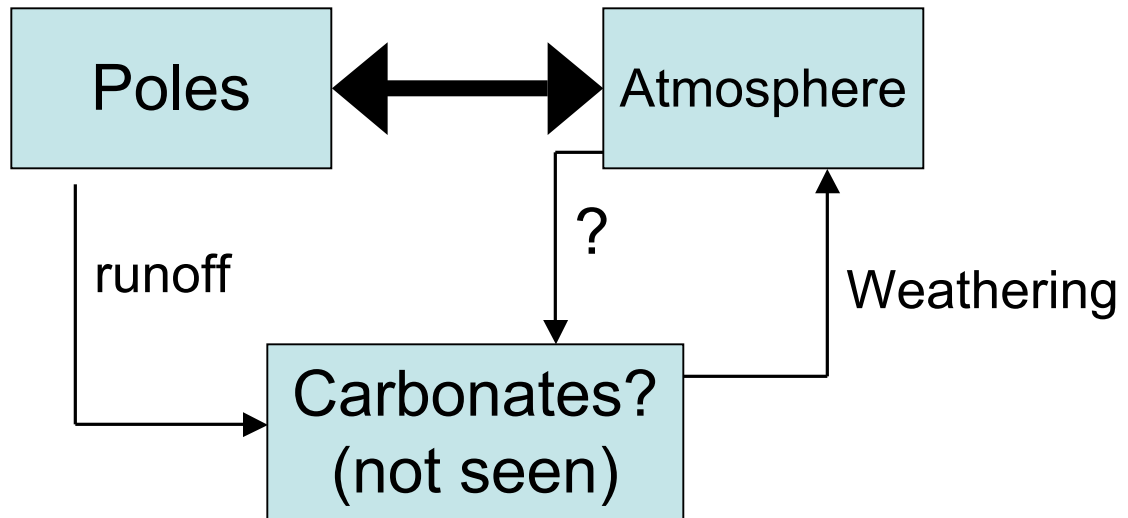 Poles
Atmosphere
?
runoff
Weathering
Carbonates?
(not seen)